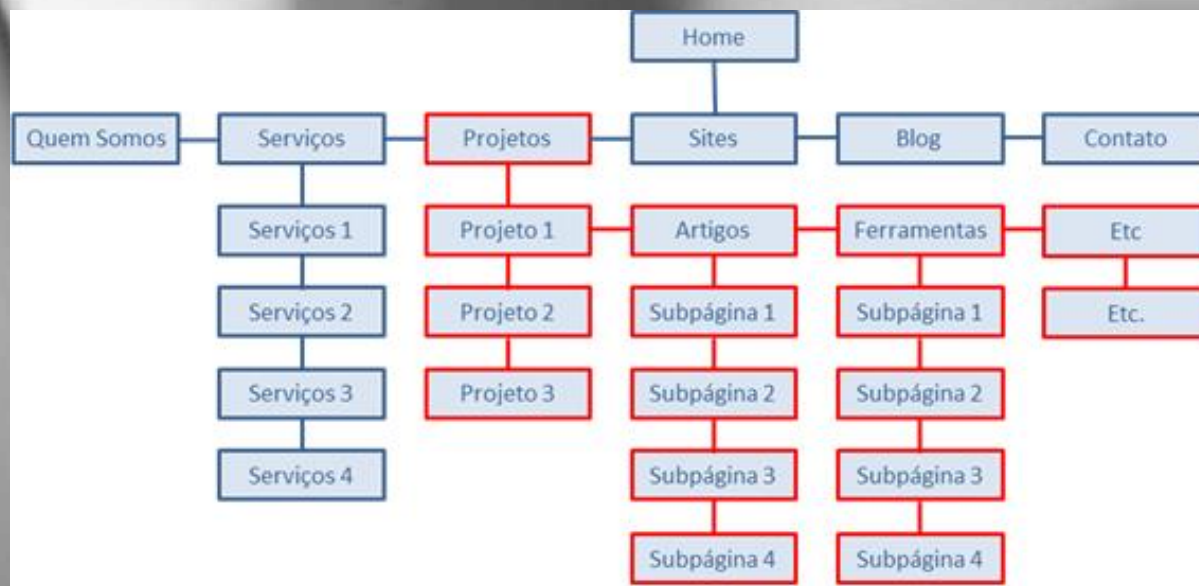 Home
Quem Somos
Serviços
Projetos
Sites
Blog
Contato
Serviços 1
Projeto 1
Artigos
Ferramentas
Etc
Serviços 2
Projeto 2
Subpágina 1
Subpágina 1
Etc.
Serviços 3
Projeto 3
Subpágina 2
Subpágina 2
Serviços 4
Subpágina 3
Subpágina 3
Subpágina 4
Subpágina 4